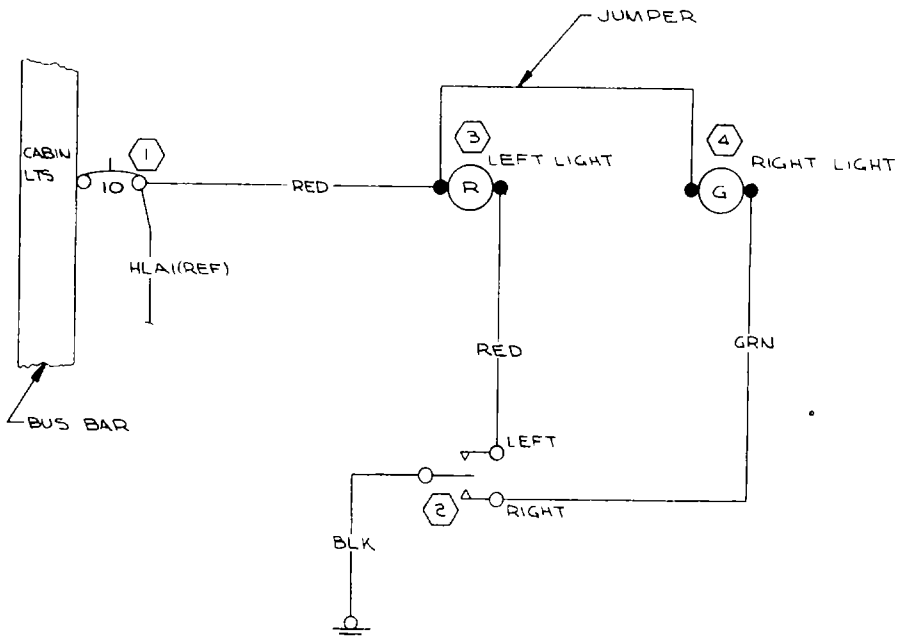 JUMPER
3
4
CABIN
LTS
1
10
LEFT LIGHT
RIGHT LIGHT
RED
R
G
HLA1(REF)
RED
GRN
BUS BAR
LEFT
2
RIGHT
BLK